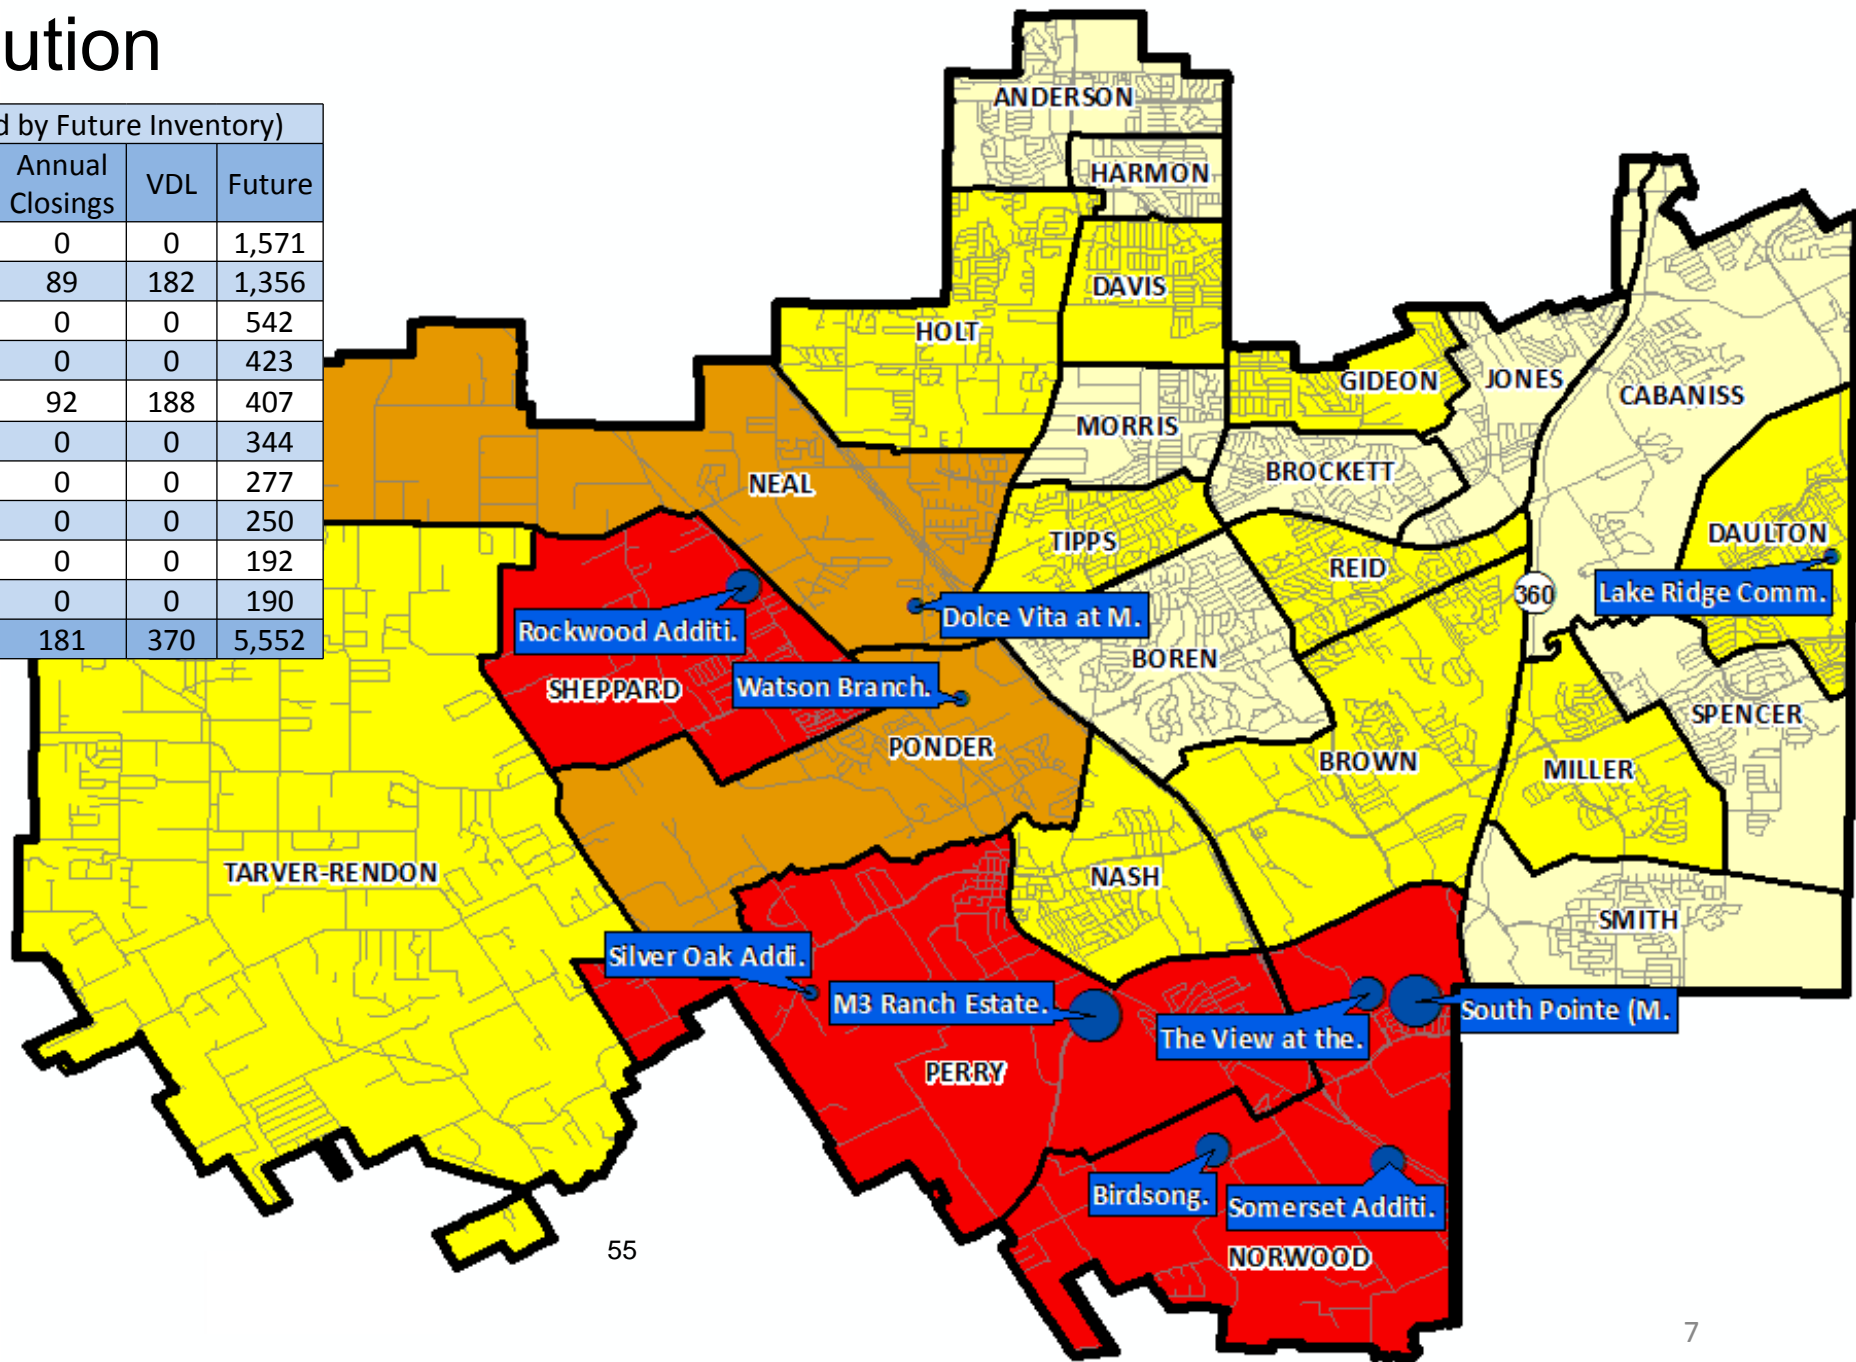 ution
d by Future Inventory)
Annual Closings VDL Future
0 0 1,571
89 182 1,356
0 0 542
0 0 423
92 188 407
0 0 344
0 0 277
0 0 250
0 0 192
0 0 190
181 370 5,552
ANDERSON
HARMON
DAVIS
HOLT
GIDEON
JONES
CABANISS
MORRIS
BROCKETT
NEAL
TIPPS
REID
DAULTON
360
Lake Ridge Comm.
Rockwood Additi.
Dolce Vita at M.
BOREN
SHEPPARD
Watson Branch.
PONDER
SPENCER
BROWN
MILLER
TARVER-RENDON
NASH
SMITH
Silver Oak Addi.
M3 Ranch Estate.
The View at the.
South Pointe (M.
PERRY
Birdsong.
Somerset Additi.
NORWOOD
55
7